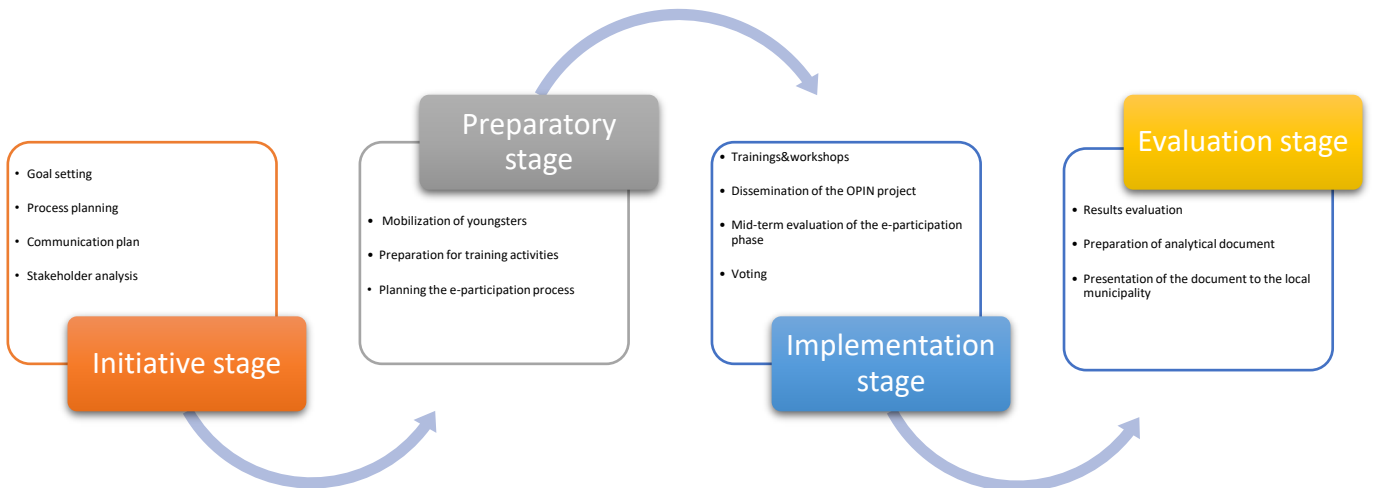 • Goal setting
• Process planning
• Communication plan
• Stakeholder analysis
Initiative stage
Preparatory
stage
• Mobilization of youngsters
• Preparation for training activities
• Planning the e-participation process
• Trainings&workshops
• Dissemination of the OPIN project
• Mid-term evaluation of the e-participation
phase
• Voting
Implementation
stage
Evaluation stage
• Results evaluation
• Preparation of analytical document
• Presentation of the document to the local
municipality